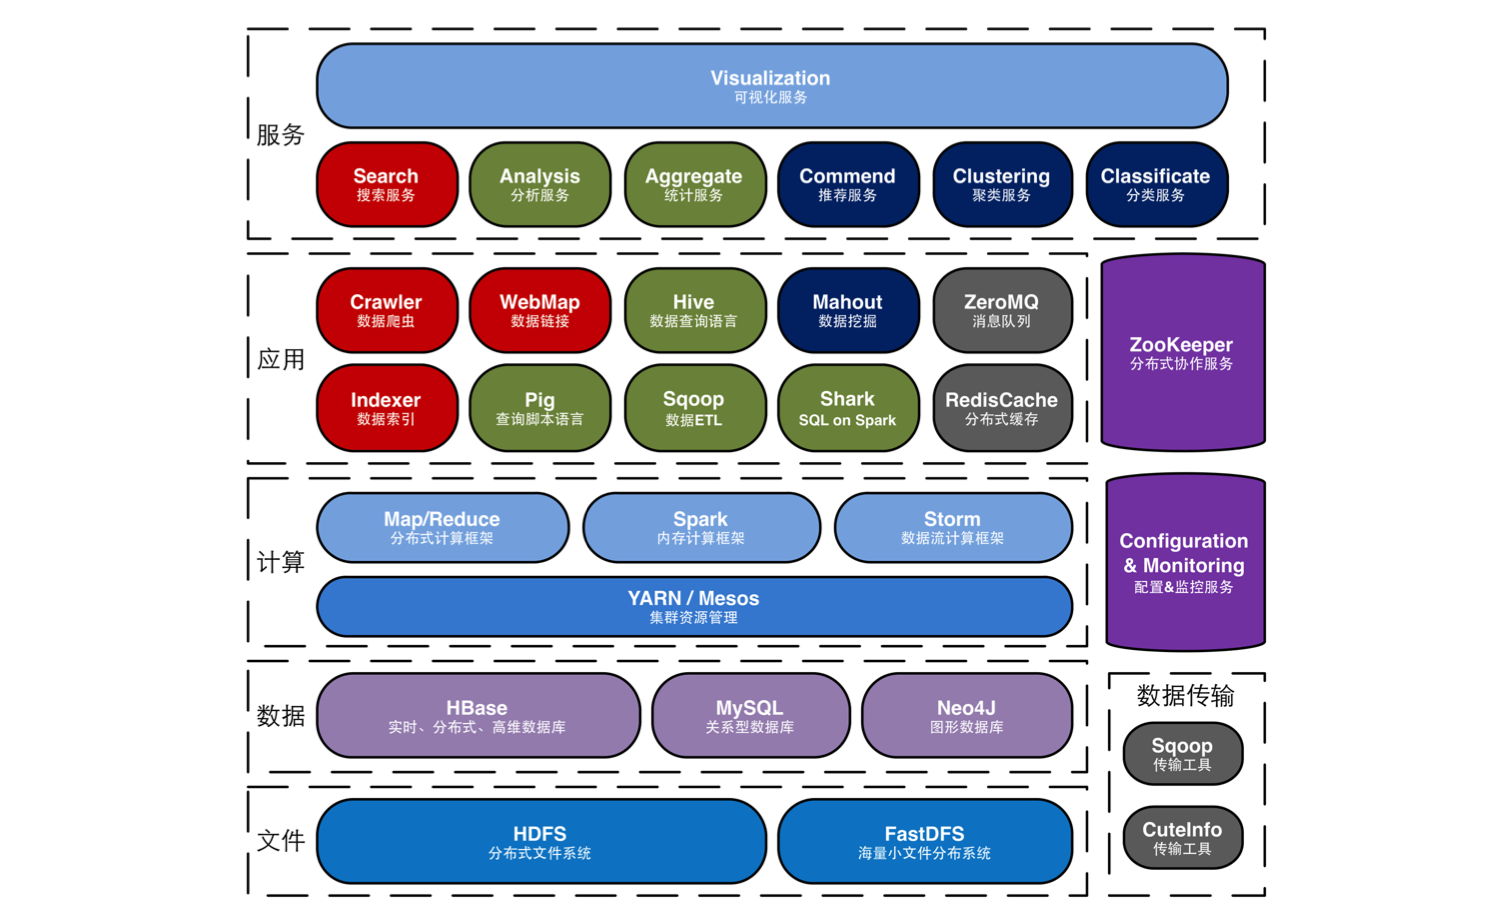 服务
Visualization
可视化服务
Search
搜索服务
Analysis
分析服务
Aggregate
统计服务
Commend
推荐服务
Clustering
聚类服务
Classificate
分类服务
应用
Crawler
数据爬虫
WebMap
数据链接
Hive
数据查询语言
Mahout
数据挖掘
ZeroMQ
消息队列
Indexer
数据索引
Pig
查询脚本语言
Sqoop
数据ETL
Shark
SQL on Spark
RedisCache
分布式缓存
ZooKeeper
分布式协作服务
计算
Map/Reduce
分布式计算框架
Spark
内存计算框架
Storm
数据流计算框架
YARN / Mesos
集群资源管理
Configuration
& Monitoring
配置&监控服务
数据
HBase
实时、分布式、高维数据库
MySQL
关系型数据库
Neo4J
图形数据库
文件
HDFS
分布式文件系统
FastDFS
海量小文件分布系统
数据传输
Sqoop
传输工具
CuteInfo
传输工具